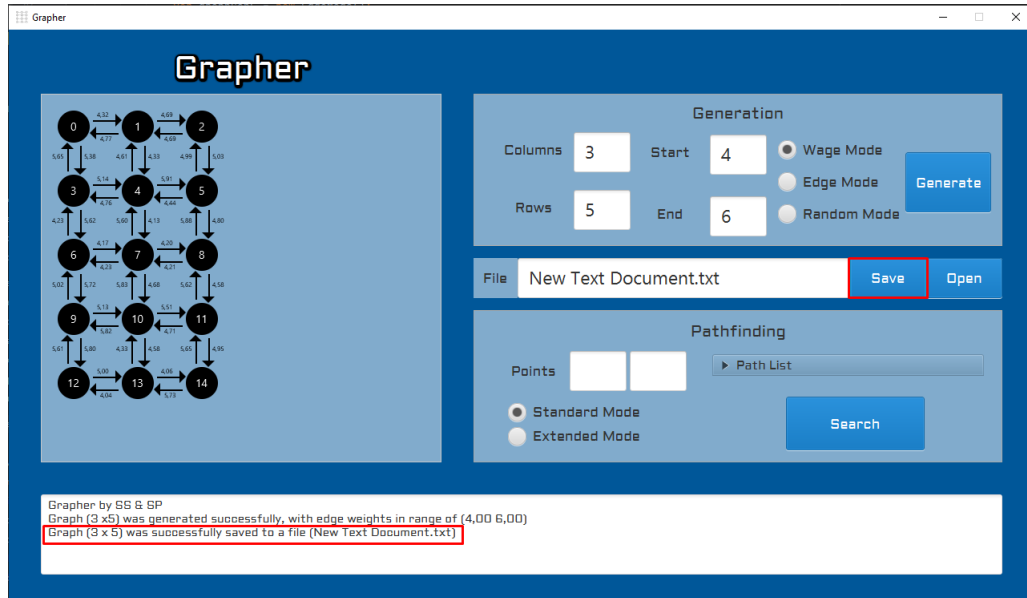 Grapher
Grapher
0 4,32 4,77 1 4,69 4,69 2
5,65 5,38 4,61 4,33 4,99 5,03
3 5,14 4,76 4 5,91 4,44 5
4,23 5,62 5,60 4,13 5,88 4,80
6 4,17 4,23 7 4,20 4,21 8
5,02 5,72 5,83 4,68 5,62 4,58
9 5,13 5,82 10 5,51 4,71 11
5,61 5,80 4,33 4,58 5,65 4,95
12 5,00 4,04 13 4,06 5,73 14
Generation
Columns 3 Start 4 Wage Mode
Edge Mode
Generate
Rows 5 End 6 Random Mode
File New Text Document.txt Save Open
Pathfinding
Points
Path List
Standard Mode
Extended Mode
Search
Grapher by SS & SP
Graph (3 x5) was generated successfully, with edge weights in range of (4,00 6,00)
Graph (3 x 5) was successfully saved to a file (New Text Document.txt)